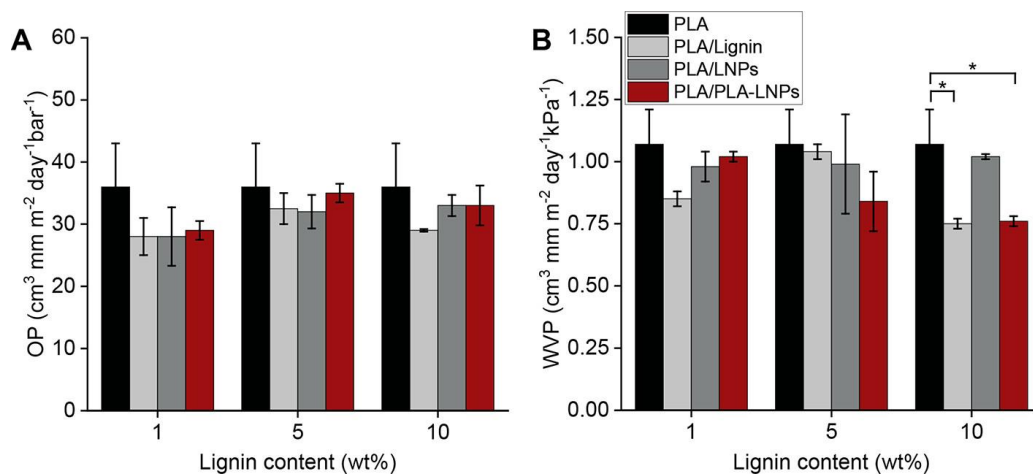 A
60
50
40
30
20
10
0
OP (cm³ mm m⁻² day⁻¹bar⁻¹)
1
5
10
Lignin content (wt%)
B
PLA
PLA/Lignin
PLA/LNPs
PLA/PLA-LNPs
*
*
1.50
1.25
1.00
0.75
0.50
0.25
0.00
WVP (cm³ mm m⁻² day⁻¹kPa⁻¹)
1
5
10
Lignin content (wt%)